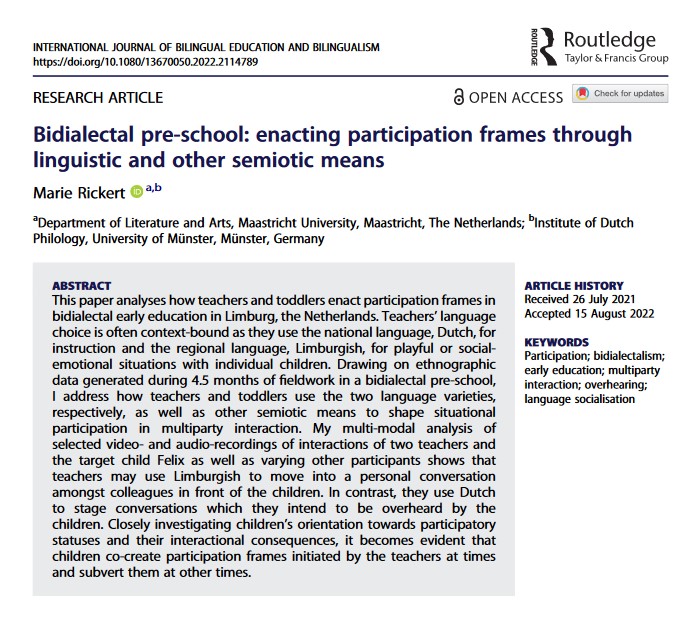 INTERNATIONAL JOURNAL OF BILINGUAL EDUCATION AND BILINGUALISM
https://doi.org/10.1080/13670050.2022.2114789
ROUTLEDGE
Routledge
Taylor & Francis Group
RESEARCH ARTICLE
OPEN ACCESS
Check for updates
Bidialectal pre-school: enacting participation frames through
linguistic and other semiotic means
Marie Rickert iD a,b
aDepartment of Literature and Arts, Maastricht University, Maastricht, The Netherlands; bInstitute of Dutch
Philology, University of Münster, Münster, Germany
ABSTRACT
This paper analyses how teachers and toddlers enact participation frames in
bidialectal early education in Limburg, the Netherlands. Teachers' language
choice is often context-bound as they use the national language, Dutch, for
instruction and the regional language, Limburgish, for playful or social-
emotional situations with individual children. Drawing on ethnographic
data generated during 4.5 months of fieldwork in a bidialectal pre-school,
I address how teachers and toddlers use the two language varieties,
respectively, as well as other semiotic means to shape situational
participation in multiparty interaction. My multi-modal analysis of
selected video- and audio-recordings of interactions of two teachers and
the target child Felix as well as varying other participants shows that
teachers may use Limburgish to move into a personal conversation
amongst colleagues in front of the children. In contrast, they use Dutch
to stage conversations which they intend to be overheard by the
children. Closely investigating children's orientation towards participatory
statuses and their interactional consequences, it becomes evident that
children co-create participation frames initiated by the teachers at times
and subvert them at other times.
ARTICLE HISTORY
Received 26 July 2021
Accepted 15 August 2022
KEYWORDS
Participation; bidialectalism;
early education; multiparty
interaction; overhearing;
language socialisation